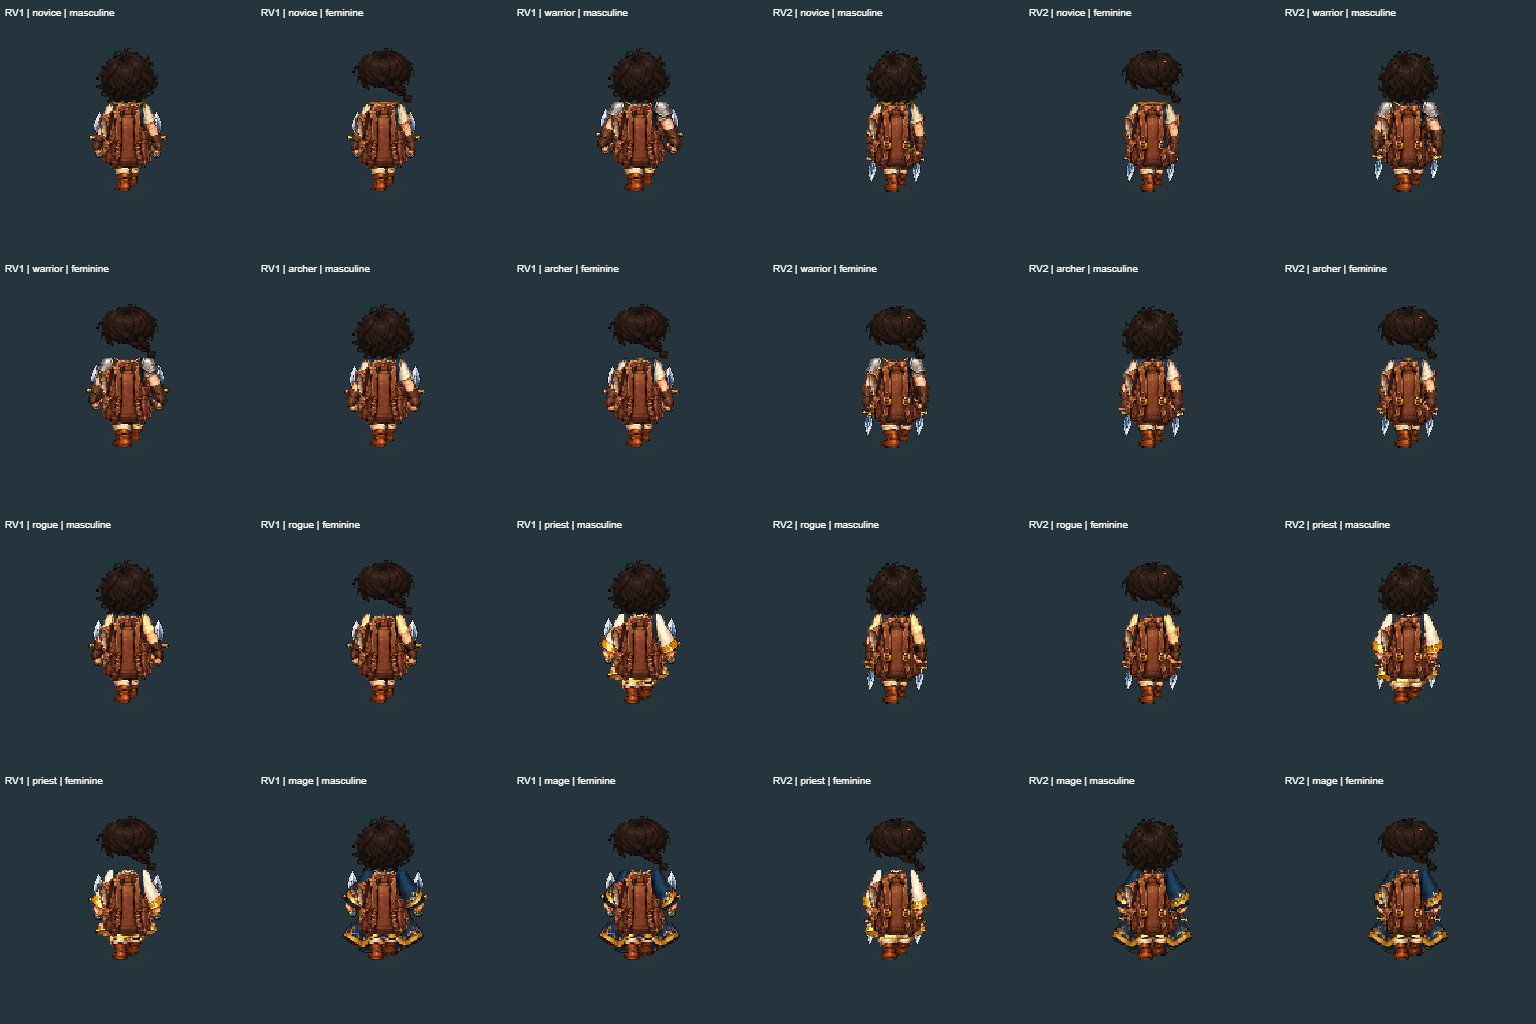 RV1 | novice | masculine
RV1 | novice | feminine
RV1 | warrior | masculine
RV2 | novice | masculine
RV2 | novice | feminine
RV2 | warrior | masculine
RV1 | warrior | feminine
RV1 | archer | masculine
RV1 | archer | feminine
RV2 | warrior | feminine
RV2 | archer | masculine
RV2 | archer | feminine
RV1 | rogue | masculine
RV1 | rogue | feminine
RV1 | priest | masculine
RV2 | rogue | masculine
RV2 | rogue | feminine
RV2 | priest | masculine
RV1 | priest | feminine
RV1 | mage | masculine
RV1 | mage | feminine
RV2 | priest | feminine
RV2 | mage | masculine
RV2 | mage | feminine